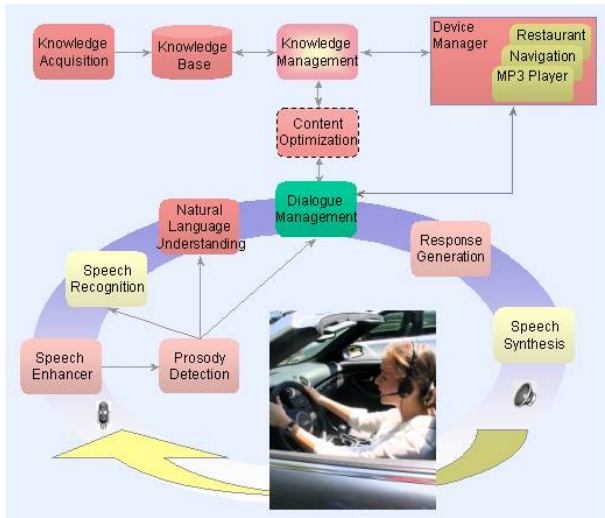 Knowledge
Acquisition
Knowledge
Base
Knowledge
Management
Device
Manager
Restaurant
Navigation
MP3 Player
Content
Optimization
Natural
Language
Understanding
Dialogue
Management
Response
Generation
Speech
Recognition
Speech
Synthesis
Speech
Enhancer
Prosody
Detection